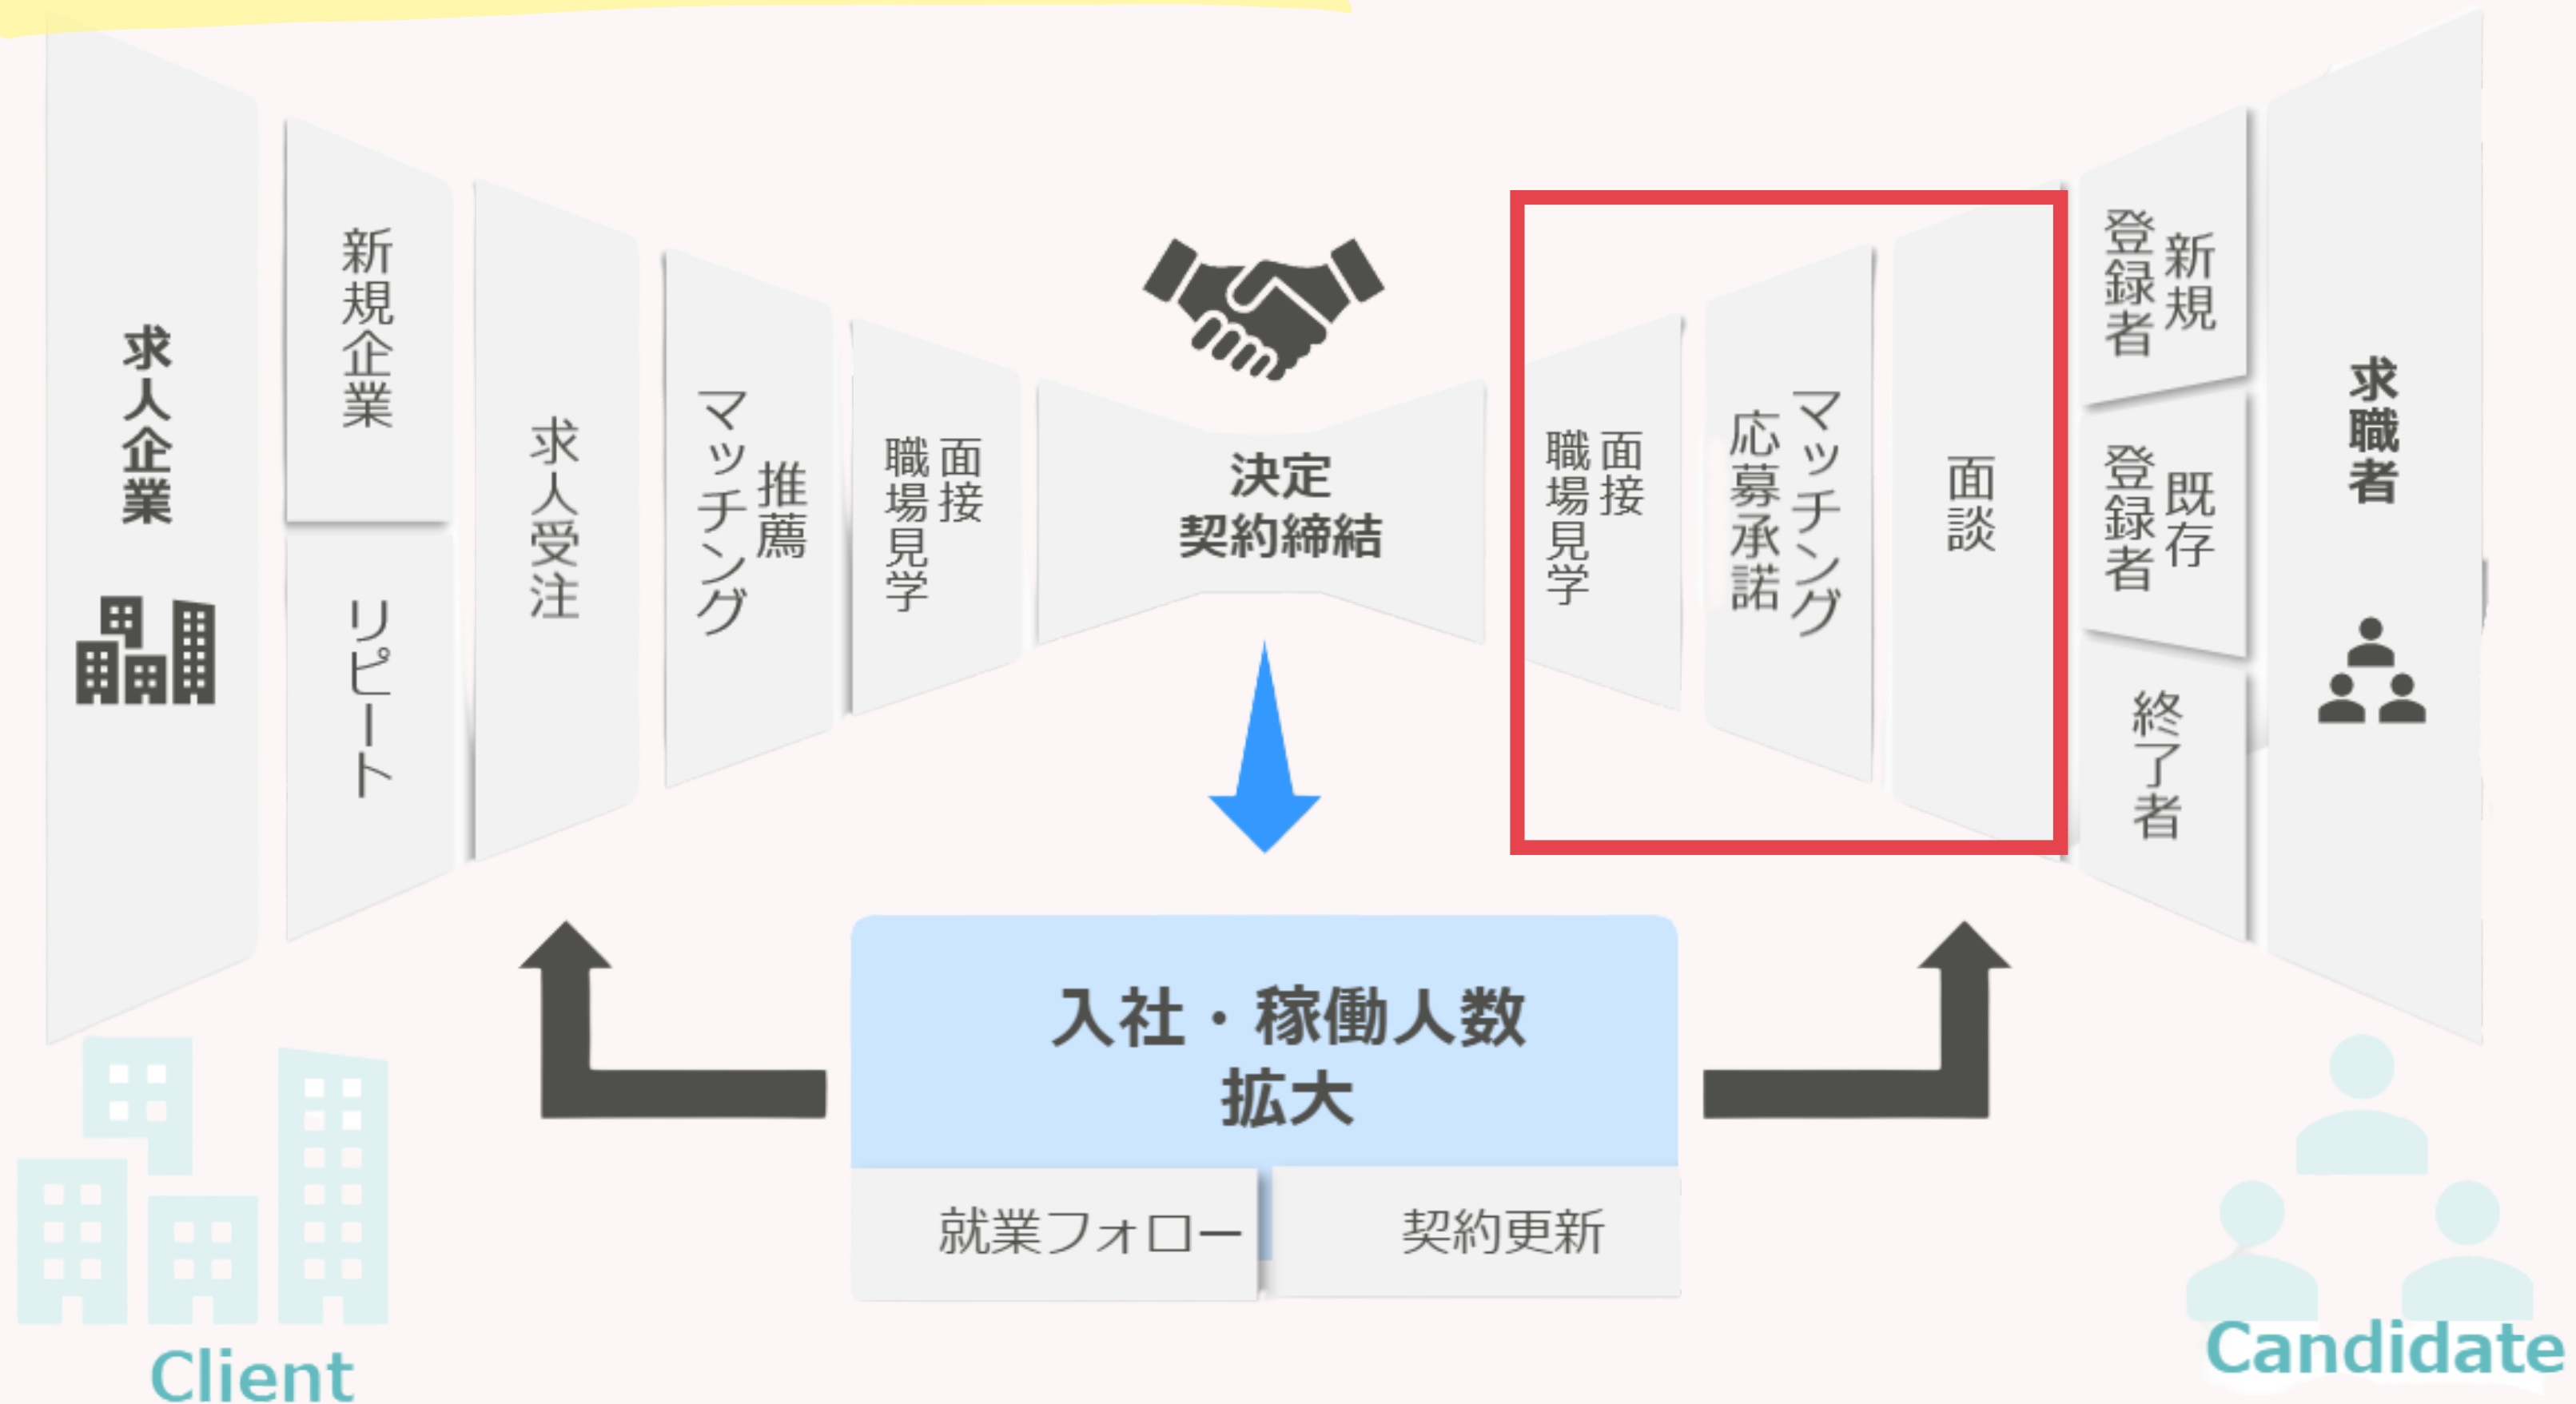 求人企業
新規企業
リピート
求人受注
マッチング
推薦
面接
職場見学
決定
契約締結
面接
職場見学
マッチング
応募承諾
面談
新規
登録者
既存
登録者
終了者
求職者
入社・稼働人数
拡大
就業フォロー
契約更新
Client
Candidate